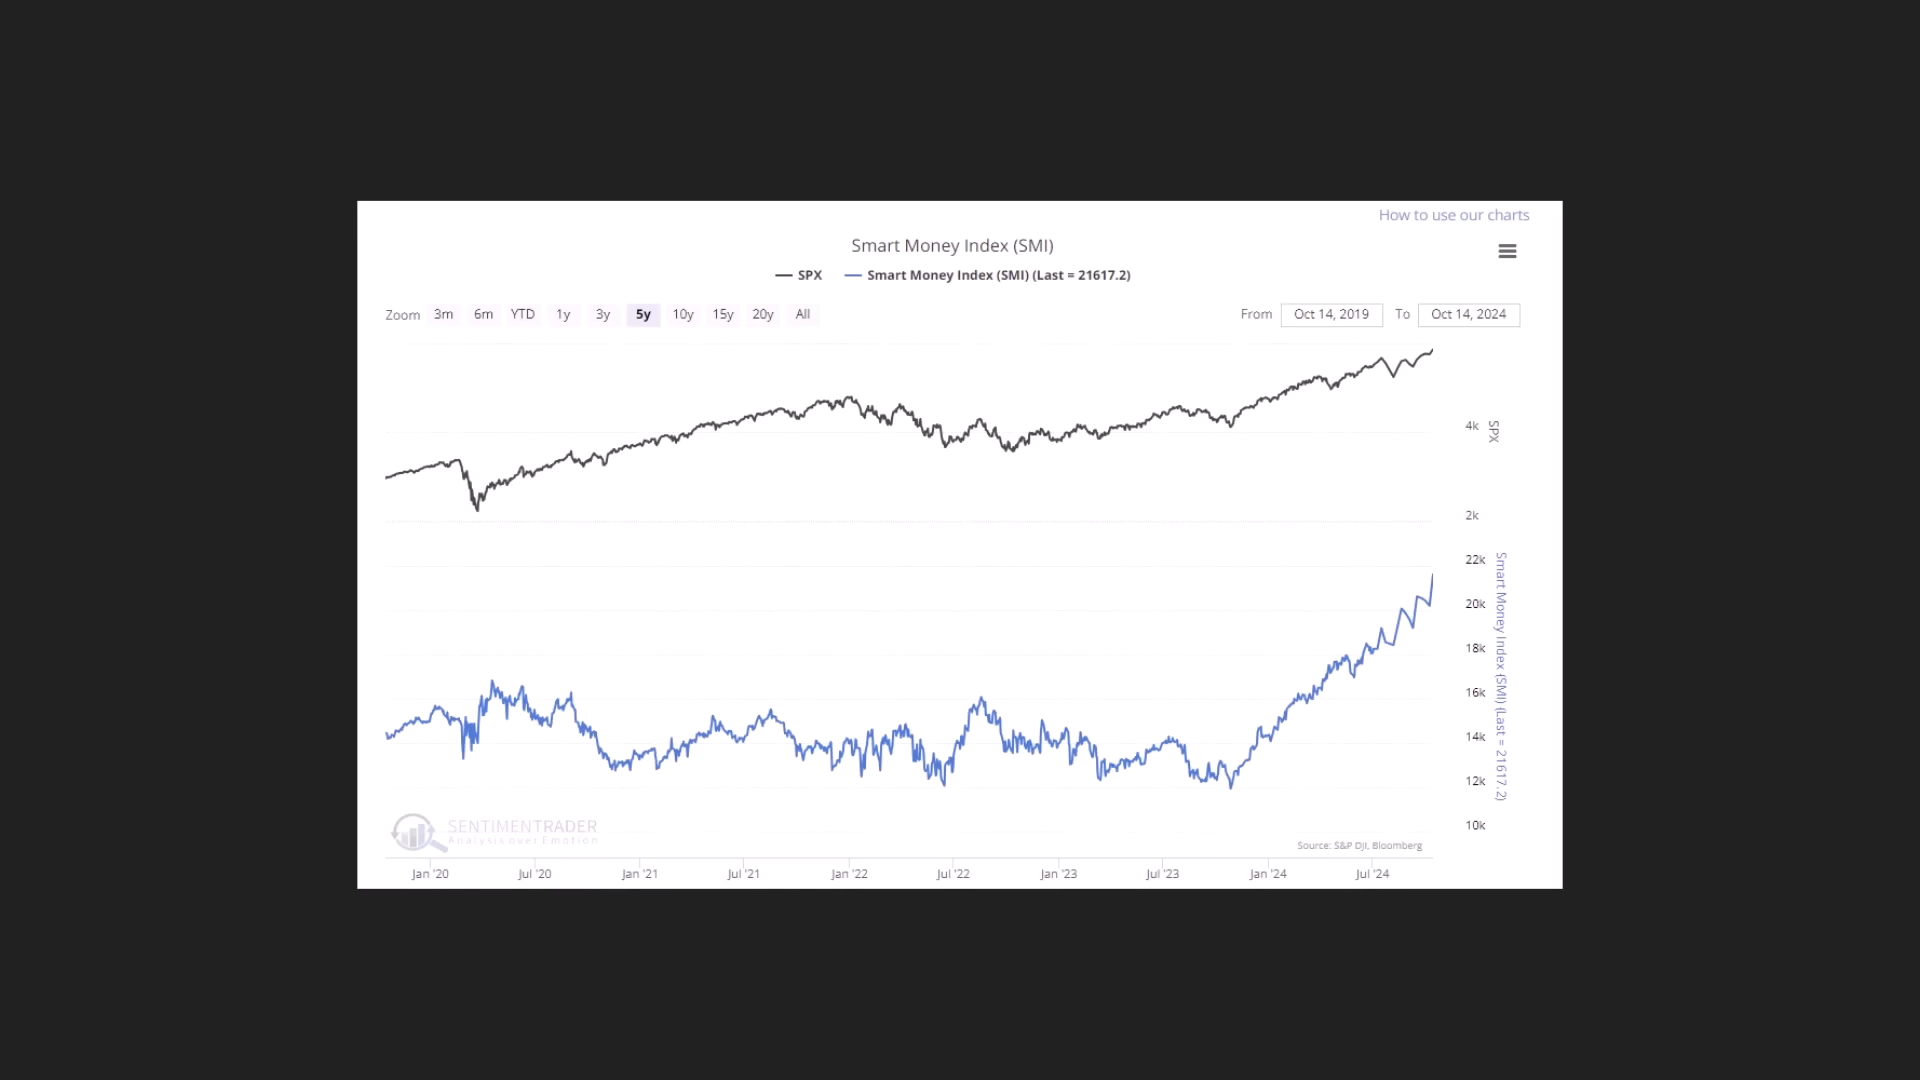 How to use our charts
Smart Money Index (SMI)
SPX Smart Money Index (SMI) (Last = 21617.2)
Zoom 3m 6m YTD 1y 3y 5y 10y 15y 20y All From Oct 14, 2019 To Oct 14, 2024
4k
SPX
2k
22k
20k
18k
16k
14k
12k
10k
Smart Money Index (SMI) (Last = 21617.2)
SENTIMENTRADER
Analysis over Emotion
Source: S&P DJI, Bloomberg
Jan '20 Jul '20 Jan '21 Jul '21 Jan '22 Jul '22 Jan '23 Jul '23 Jan '24 Jul '24